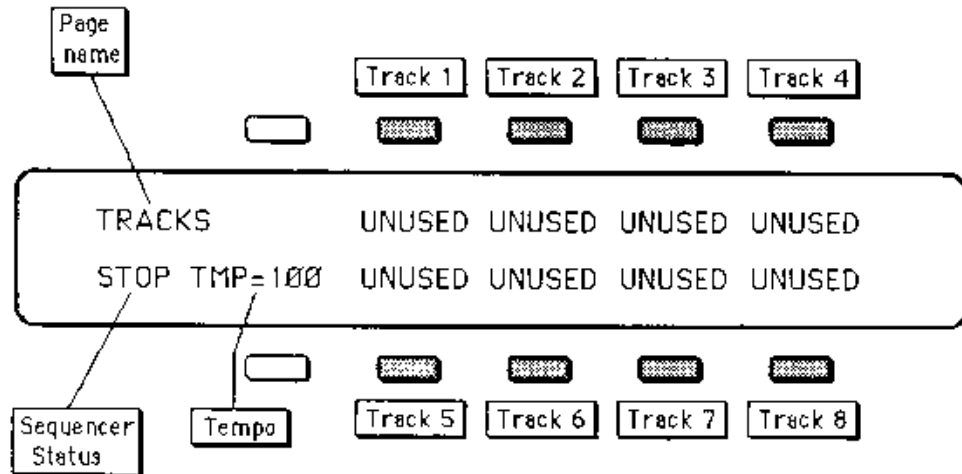 Page
name
Track 1 Track 2 Track 3 Track 4
TRACKS UNUSED UNUSED UNUSED UNUSED
STOP TMP=100 UNUSED UNUSED UNUSED UNUSED
Sequencer
Status
Tempo
Track 5 Track 6 Track 7 Track 8